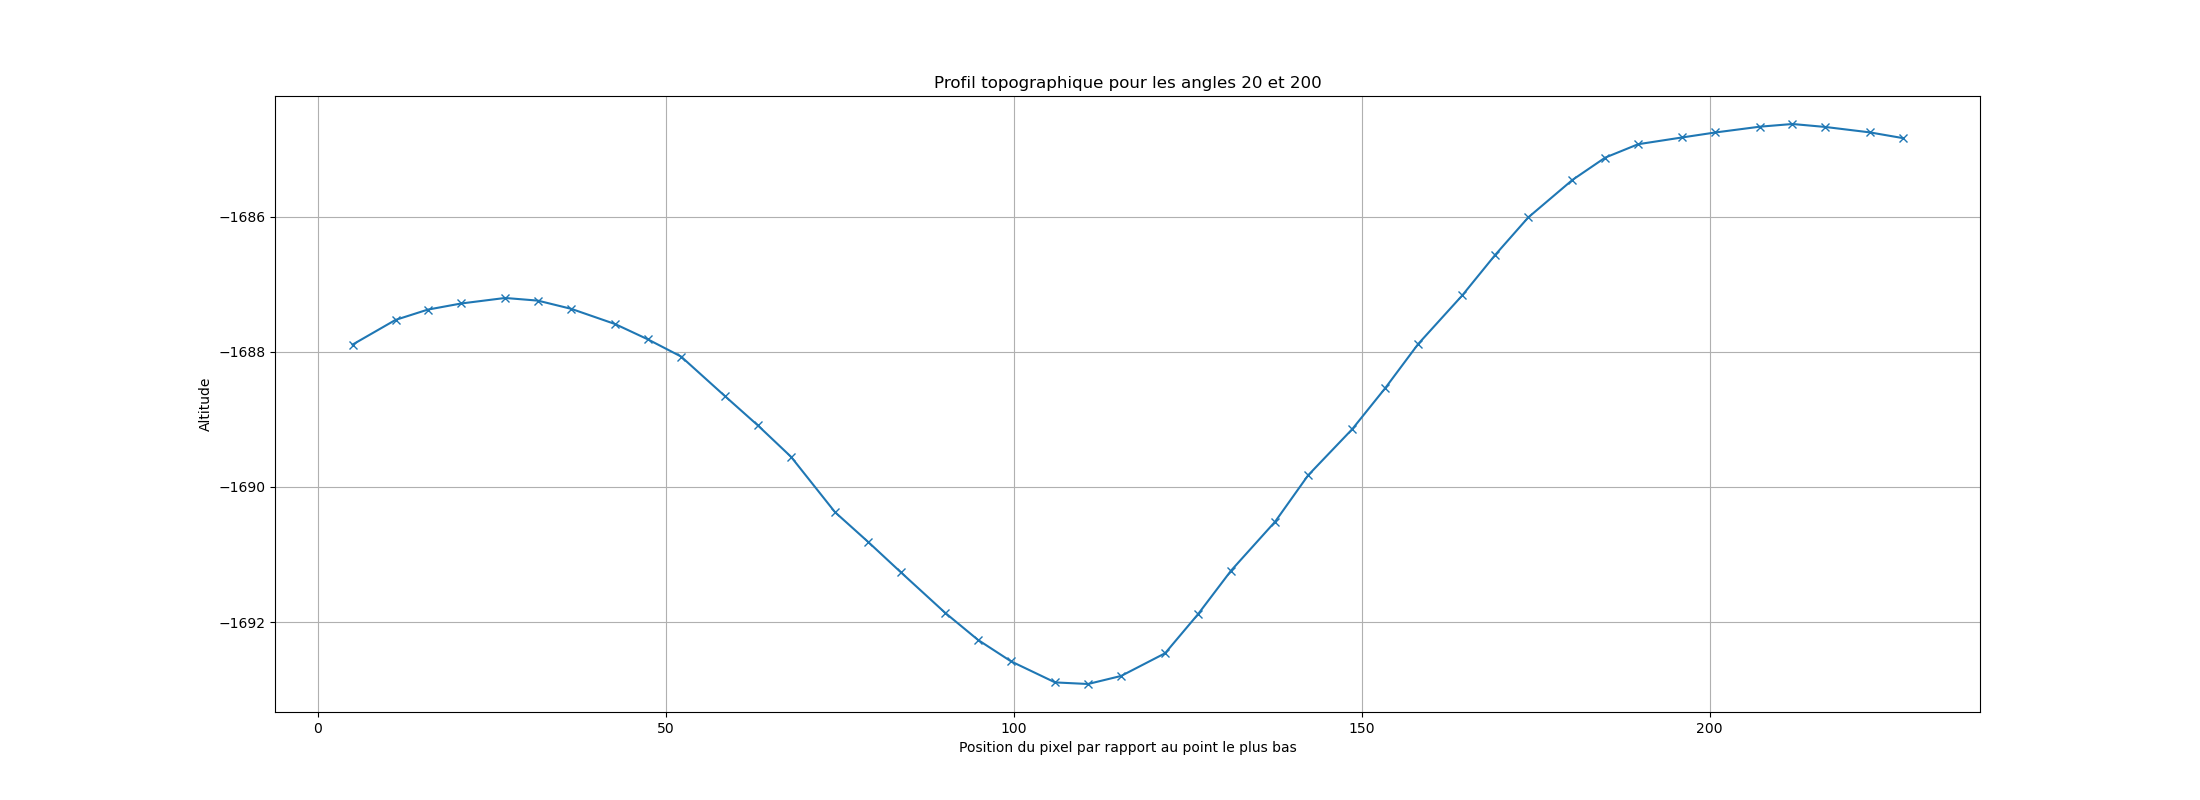 Profil topographique pour les angles 20 et 200
−1686
−1688
−1690
−1692
Altitude
0 50 100 150 200
Position du pixel par rapport au point le plus bas